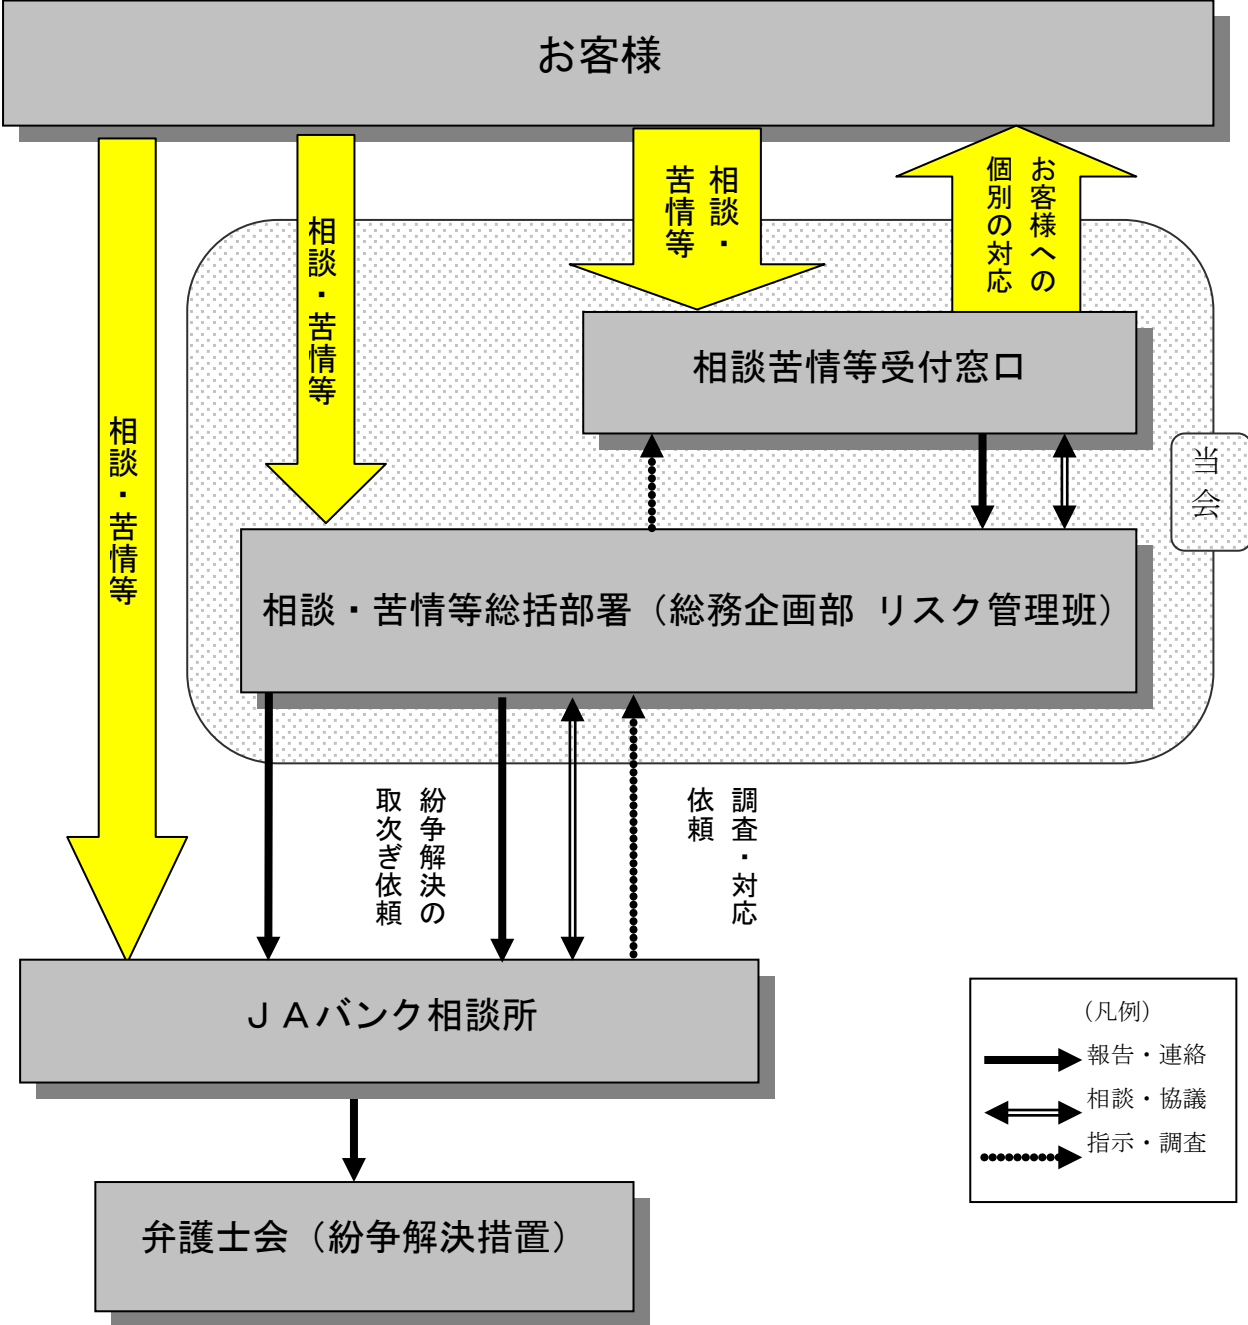 お客様
相談・苦情等
相談・苦情等
相談・
苦情等
お客様への
個別の対応
相談苦情等受付窓口
当会
相談・苦情等総括部署（総務企画部 リスク管理班）
紛争解決の
取次ぎ依頼
調査・対応
依頼
ＪＡバンク相談所
弁護士会（紛争解決措置）
（凡例）
報告・連絡
相談・協議
指示・調査